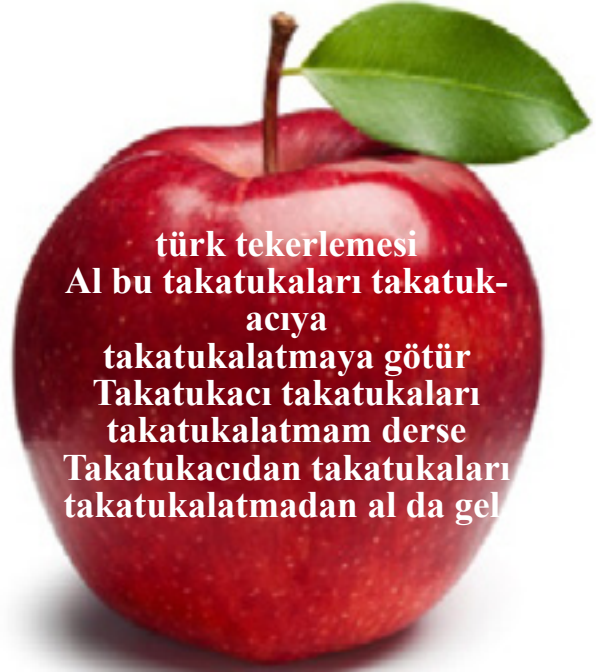 türk tekerlemesi
Al bu takatukaları takatuk-
acıya
takatukalatmaya götür
Takatukacı takatukaları
takatukalatmam derse
Takatukacıdan takatukaları
takatukalatmadan al da gel.